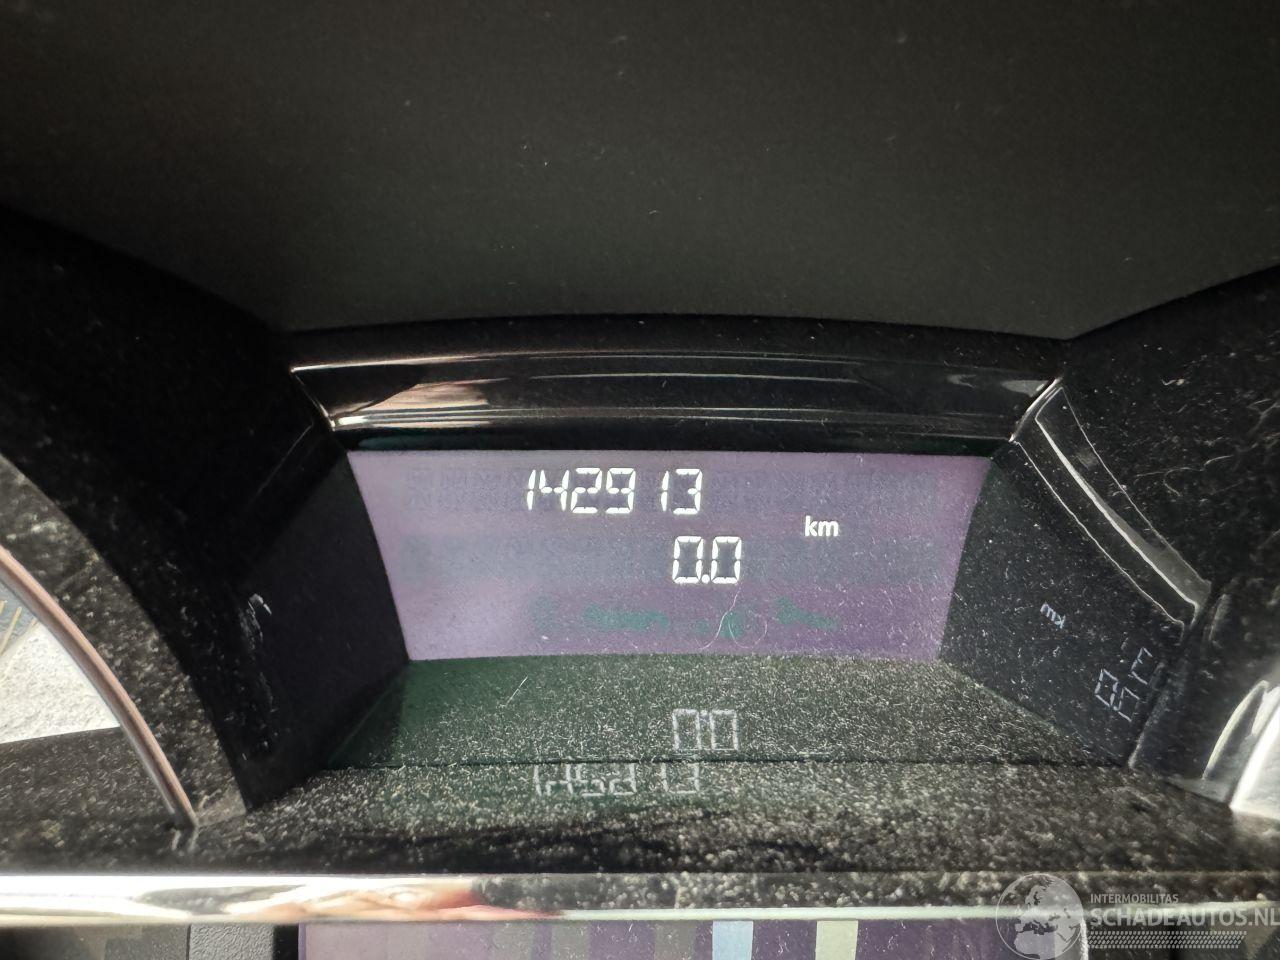 142913
km
0.0
INTERMOBILITAS
SCHADEAUTOS.NL